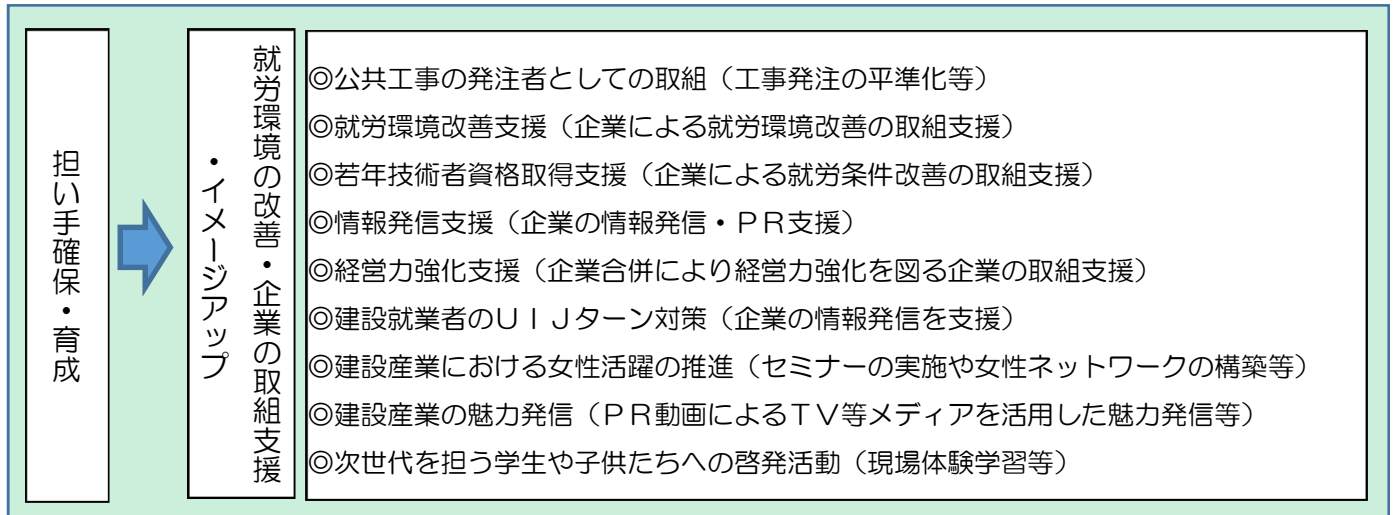 担い手確保・育成
就労環境の改善・企業の取組支援
・イメージアップ
◎公共工事の発注者としての取組（工事発注の平準化等）
◎就労環境改善支援（企業による就労環境改善の取組支援）
◎若年技術者資格取得支援（企業による就労条件改善の取組支援）
◎情報発信支援（企業の情報発信・ＰＲ支援）
◎経営力強化支援（企業合併により経営力強化を図る企業の取組支援）
◎建設就業者のＵＩＪターン対策（企業の情報発信を支援）
◎建設産業における女性活躍の推進（セミナーの実施や女性ネットワークの構築等）
◎建設産業の魅力発信（ＰＲ動画によるＴＶ等メディアを活用した魅力発信等）
◎次世代を担う学生や子供たちへの啓発活動（現場体験学習等）